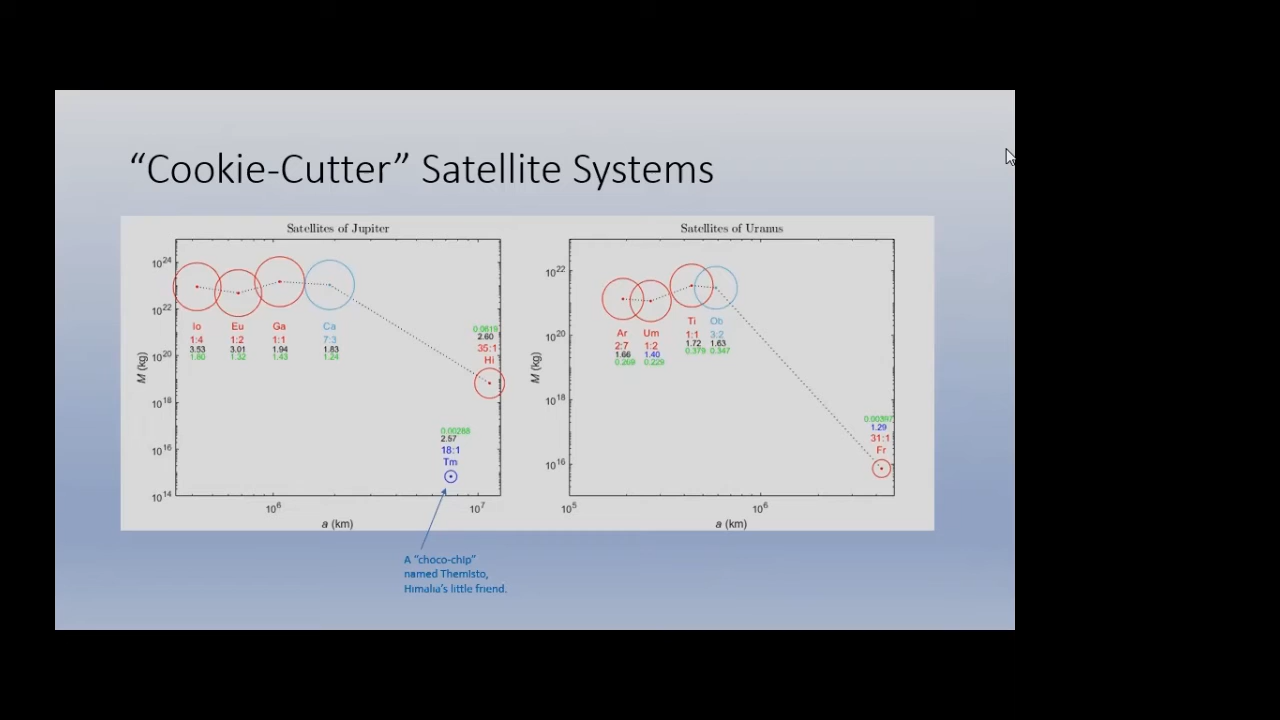 “Cookie-Cutter” Satellite Systems
Satellites of Jupiter
M (kg)
10^24
10^22
10^20
10^18
10^16
10^14
Io
1:4
3.53
1.80
Eu
1:2
3.01
1.32
Ga
1:1
1.94
1.43
Ca
7:3
1.83
1.24
0.0819
2.60
35:1
Hi
0.00288
2.57
18:1
Tm
10^6
10^7
a (km)
Satellites of Uranus
M (kg)
10^22
10^20
10^18
10^16
Ar
2:7
1.66
0.269
Um
1:2
1.40
0.229
Ti
1:1
1.72
0.379
Ob
3:2
1.63
0.347
0.00397
1.29
31:1
Fr
10^5
10^6
a (km)
A “choco-chip”
named Themisto,
Himalia’s little friend.